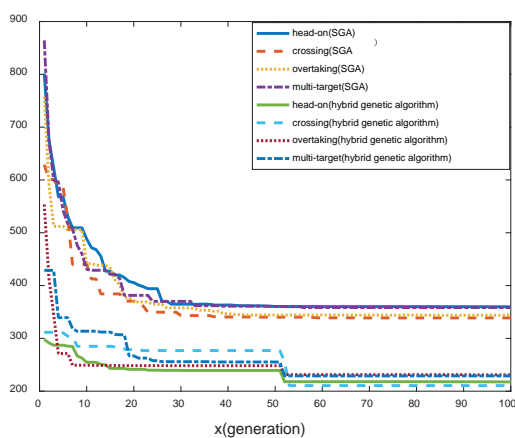 900
800
700
600
500
400
300
200
head-on(SGA)
crossing(SGA
)
overtaking(SGA)
multi-target(SGA)
head-on(hybrid genetic algorithm)
crossing(hybrid genetic algorithm)
overtaking(hybrid genetic algorithm)
multi-target(hybrid genetic algorithm)
0 10 20 30 40 50 60 70 80 90 100
x(generation)